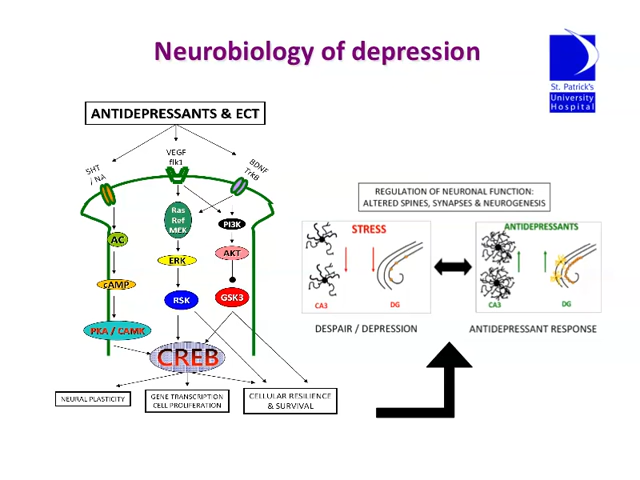 Neurobiology of depression
St. Patrick's
University
Hospital
ANTIDEPRESSANTS & ECT
5HT
/ NA
VEGF
flk1
BDNF
TrkB
REGULATION OF NEURONAL FUNCTION:
ALTERED SPINES, SYNAPSES & NEUROGENESIS
Ras
Ref
MEK
PI3K
STRESS
ANTIDEPRESSANTS
AC
ERK
AKT
cAMP
RSK
GSK3
CA3
DG
CA3
DG
PKA / CAMK
DESPAIR / DEPRESSION
ANTIDEPRESSANT RESPONSE
CREB
NEURAL PLASTICITY
GENE TRANSCRIPTION
CELL PROLIFERATION
CELLULAR RESILIENCE
& SURVIVAL